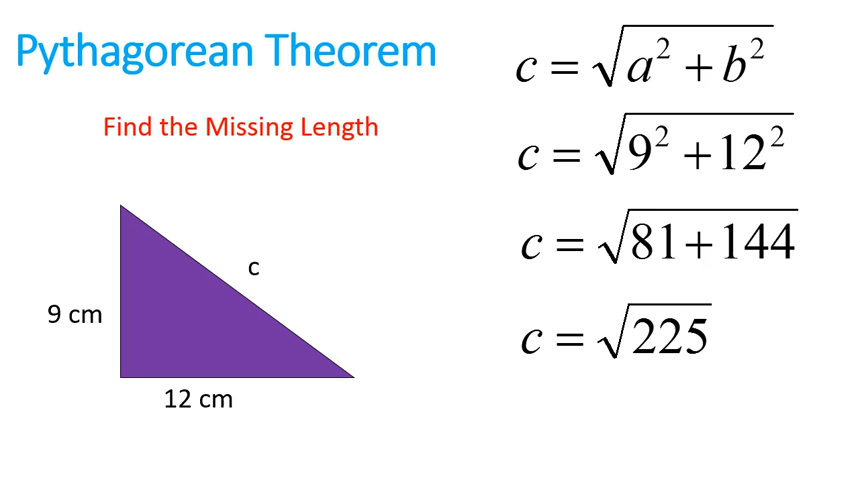 Pythagorean Theorem
Find the Missing Length
c
9 cm
12 cm
c = √(a² + b²)
c = √(9² + 12²)
c = √(81 + 144)
c = √225